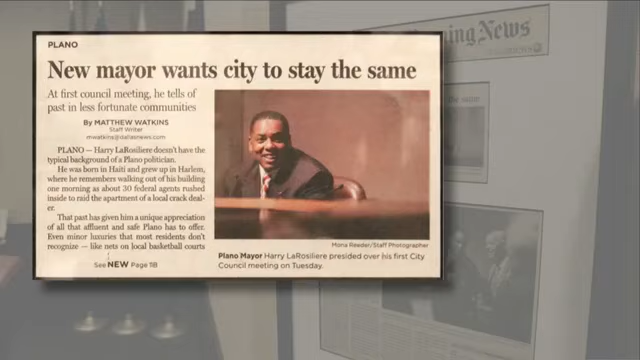 ning News
PLANO
New mayor wants city to stay the same
At first council meeting, he tells of
past in less fortunate communities
By MATTHEW WATKINS
Staff Writer
mwatkins@dallasnews.com
PLANO — Harry LaRosiliere doesn't have the
typical background of a Plano politician.
He was born in Haiti and grew up in Harlem,
where he remembers walking out of his building
one morning as about 30 federal agents rushed
inside to raid the apartment of a local crack deal-
er.
That past has given him a unique appreciation
of all that affluent and safe Plano has to offer.
Even minor luxuries that most residents don't
recognize — like nets on local basketball courts
See NEW Page 11B
Mona Reeder/Staff Photographer
Plano Mayor Harry LaRosiliere presided over his first City
Council meeting on Tuesday.